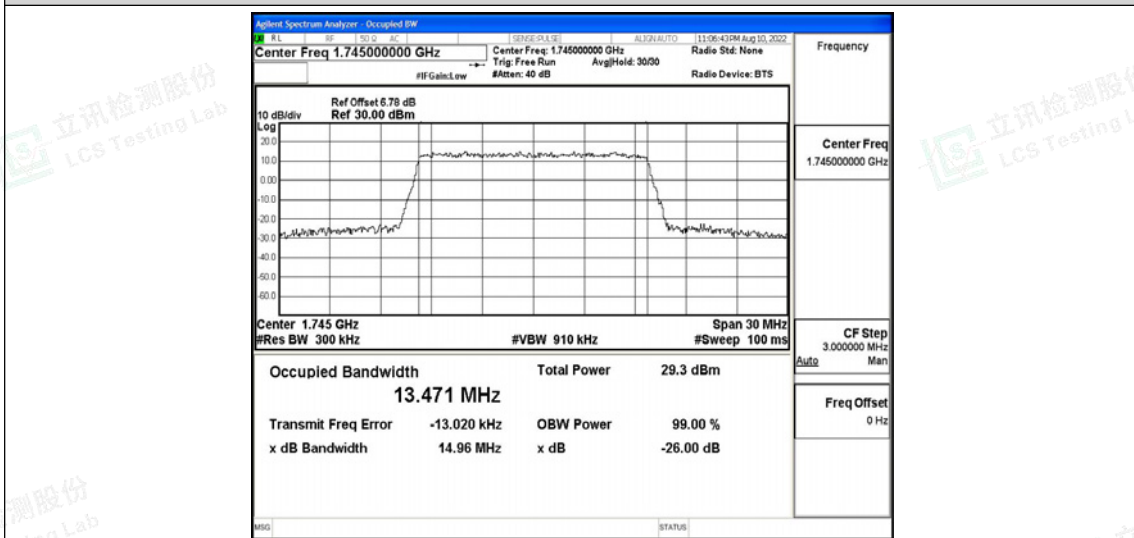 Agilent Spectrum Analyzer - Occupied BW
RL RF 50 Ω AC SENSE:PULSE ALIGN AUTO 11:06:43 PM Aug 10, 2022
Center Freq 1.745000000 GHz
Center Freq: 1.745000000 GHz
Radio Std: None
Trig: Free Run Avg|Hold: 30/30
#IFGain:Low
#Atten: 40 dB
Radio Device: BTS
Frequency
Ref Offset 6.78 dB
10 dB/div Ref 30.00 dBm
Log
20.0
10.0
0.00
-10.0
-20.0
-30.0
-40.0
-50.0
-60.0
Center Freq
1.745000000 GHz
Center 1.745 GHz Span 30 MHz
#Res BW 300 kHz #VBW 910 kHz #Sweep 100 ms
CF Step
3.000000 MHz
Auto Man
Occupied Bandwidth Total Power 29.3 dBm
13.471 MHz
Freq Offset
0 Hz
Transmit Freq Error -13.020 kHz OBW Power 99.00 %
x dB Bandwidth 14.96 MHz x dB -26.00 dB
MSG STATUS
立讯检测股份
LCS Testing Lab
立讯检测股份
LCS Testing L
测股份